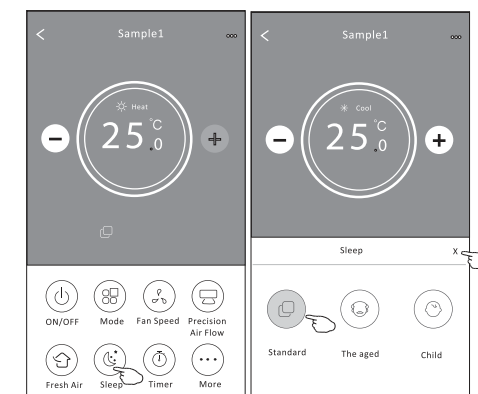 Sample1
Heat
25.0 °C
ON/OFF
Mode
Fan Speed
Precision
Air Flow
Fresh Air
Sleep
Timer
More
Sample1
Cool
25.0 °C
Sleep
X
Standard
The aged
Child